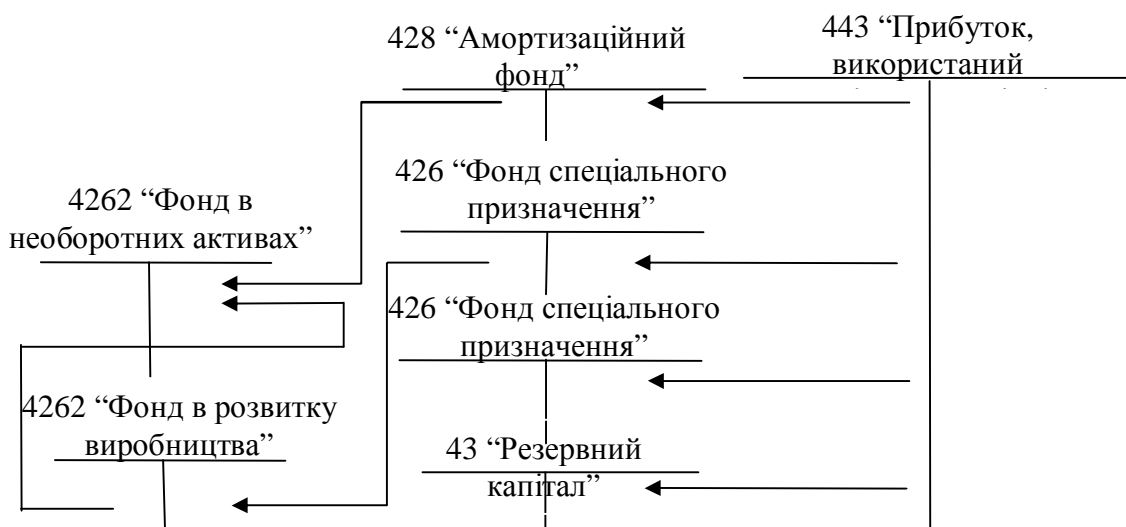 428 “Амортизаційний
фонд”
443 “Прибуток,
використаний
4262 “Фонд в
необоротних активах”
426 “Фонд спеціального
призначення”
426 “Фонд спеціального
призначення”
4262 “Фонд в розвитку
виробництва”
43 “Резервний
капітал”